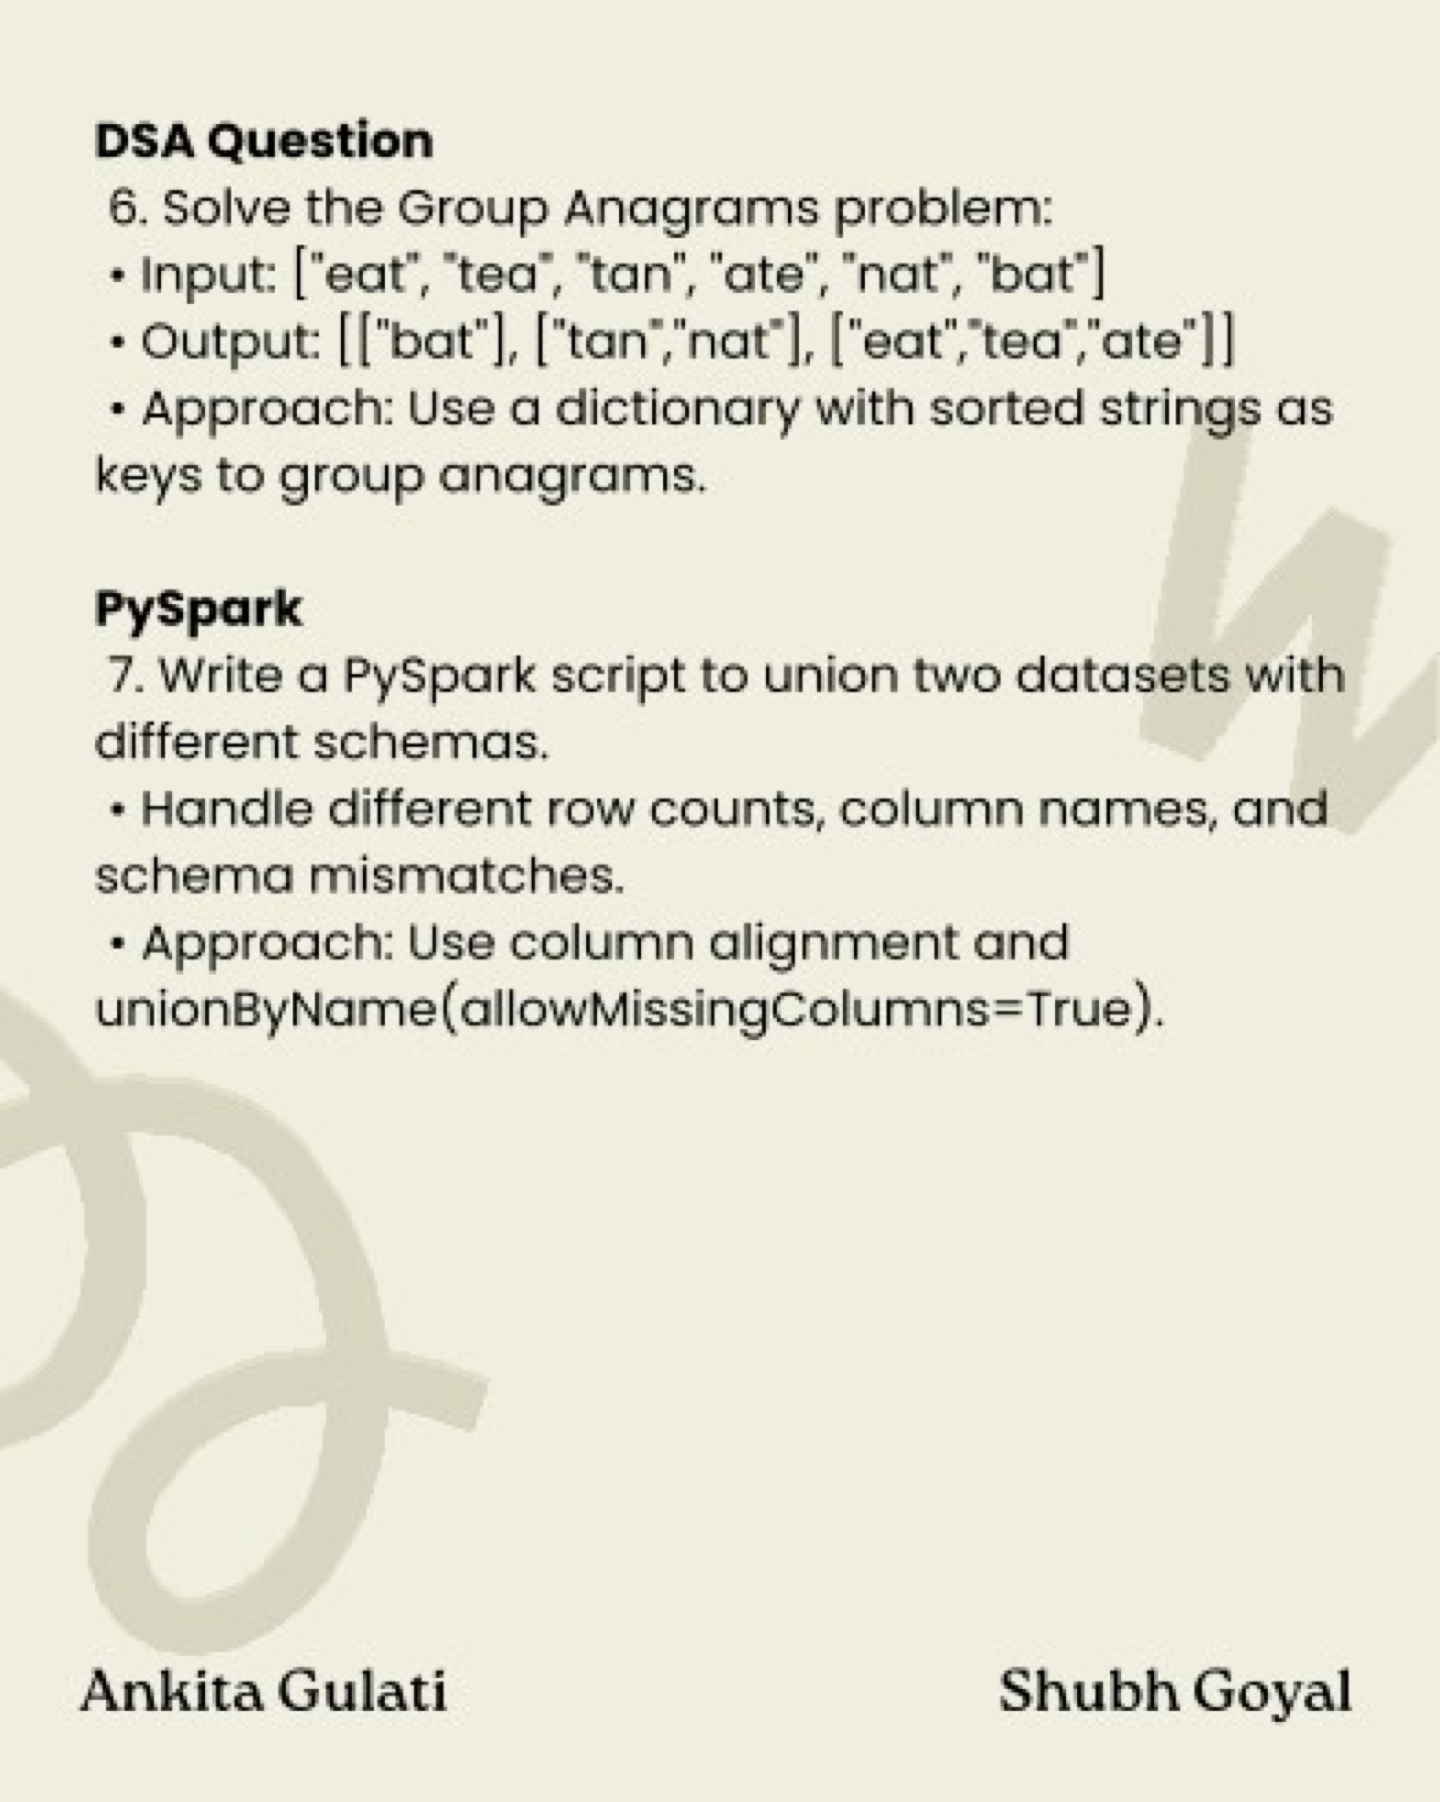 DSA Question
6. Solve the Group Anagrams problem:
• Input: ["eat", "tea", "tan", "ate", "nat", "bat"]
• Output: [["bat"], ["tan","nat"], ["eat","tea","ate"]]
• Approach: Use a dictionary with sorted strings as
keys to group anagrams.
PySpark
7. Write a PySpark script to union two datasets with
different schemas.
• Handle different row counts, column names, and
schema mismatches.
• Approach: Use column alignment and
unionByName(allowMissingColumns=True).
Ankita Gulati
Shubh Goyal